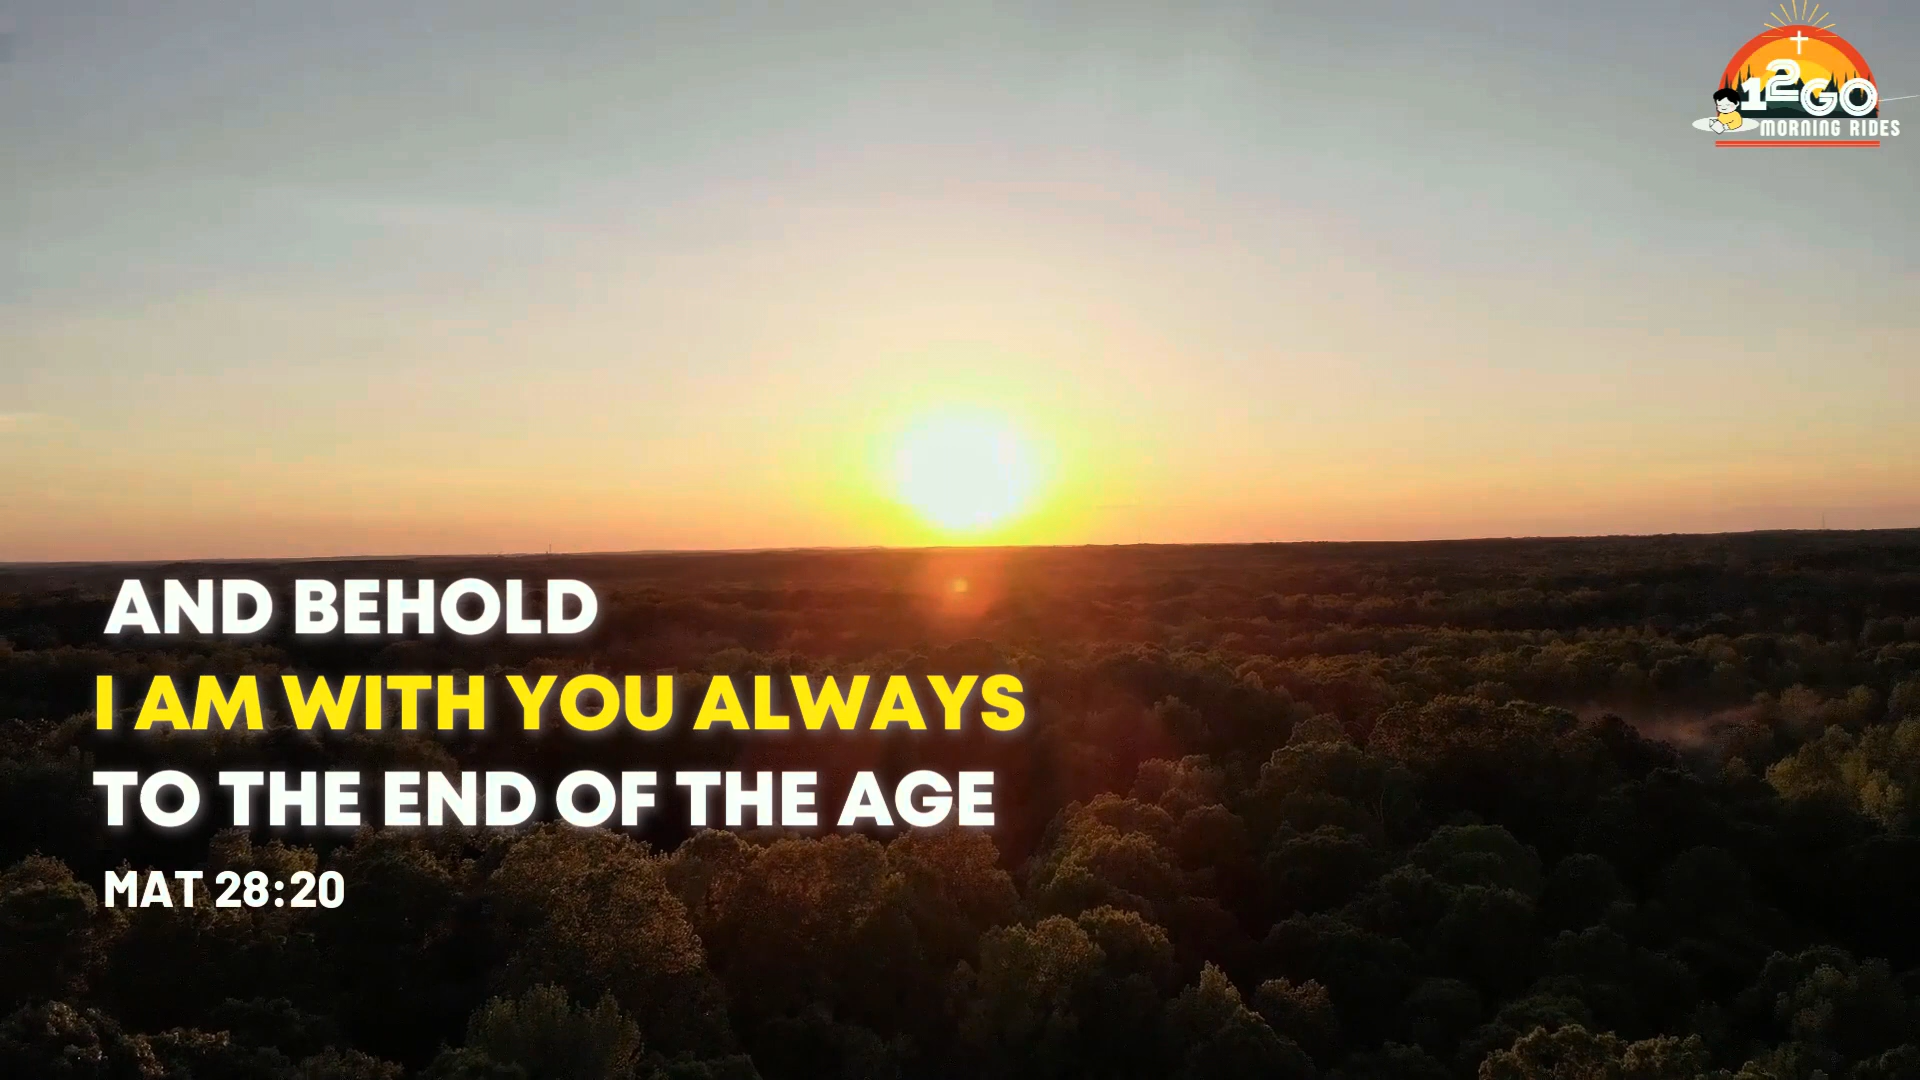 12GO
MORNING RIDES
AND BEHOLD
I AM WITH YOU ALWAYS
TO THE END OF THE AGE
MAT 28:20